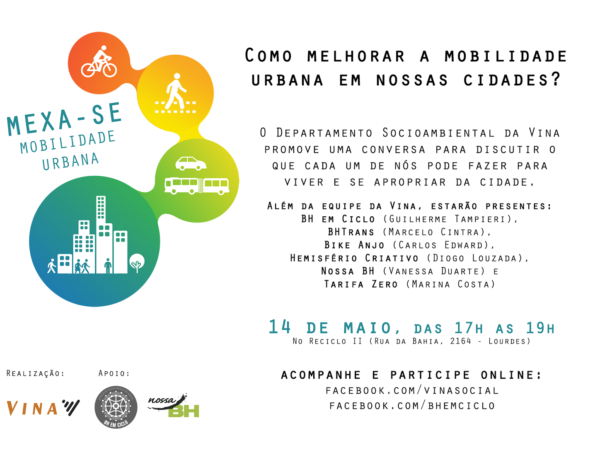 MEXA-SE
MOBILIDADE
URBANA
COMO MELHORAR A MOBILIDADE
URBANA EM NOSSAS CIDADES?
O DEPARTAMENTO SOCIOAMBIENTAL DA VINA
PROMOVE UMA CONVERSA PARA DISCUTIR O
QUE CADA UM DE NÓS PODE FAZER PARA
VIVER E SE APROPRIAR DA CIDADE.
ALÉM DA EQUIPE DA VINA, ESTARÃO PRESENTES:
BH EM CICLO (GUILHERME TAMPIERI),
BHTRANS (MARCELO CINTRA),
BIKE ANJO (CARLOS EDWARD),
HEMISFÉRIO CRIATIVO (DIOGO LOUZADA),
NOSSA BH (VANESSA DUARTE) E
TARIFA ZERO (MARINA COSTA)
14 DE MAIO, DAS 17H AS 19H
NO RECICLO II (RUA DA BAHIA, 2164 - LOURDES)
ACOMPANHE E PARTICIPE ONLINE:
FACEBOOK.COM/VINASOCIAL
FACEBOOK.COM/BHEMCICLO
REALIZAÇÃO:
APOIO:
VINA
BH EM CICLO
nossa
BH